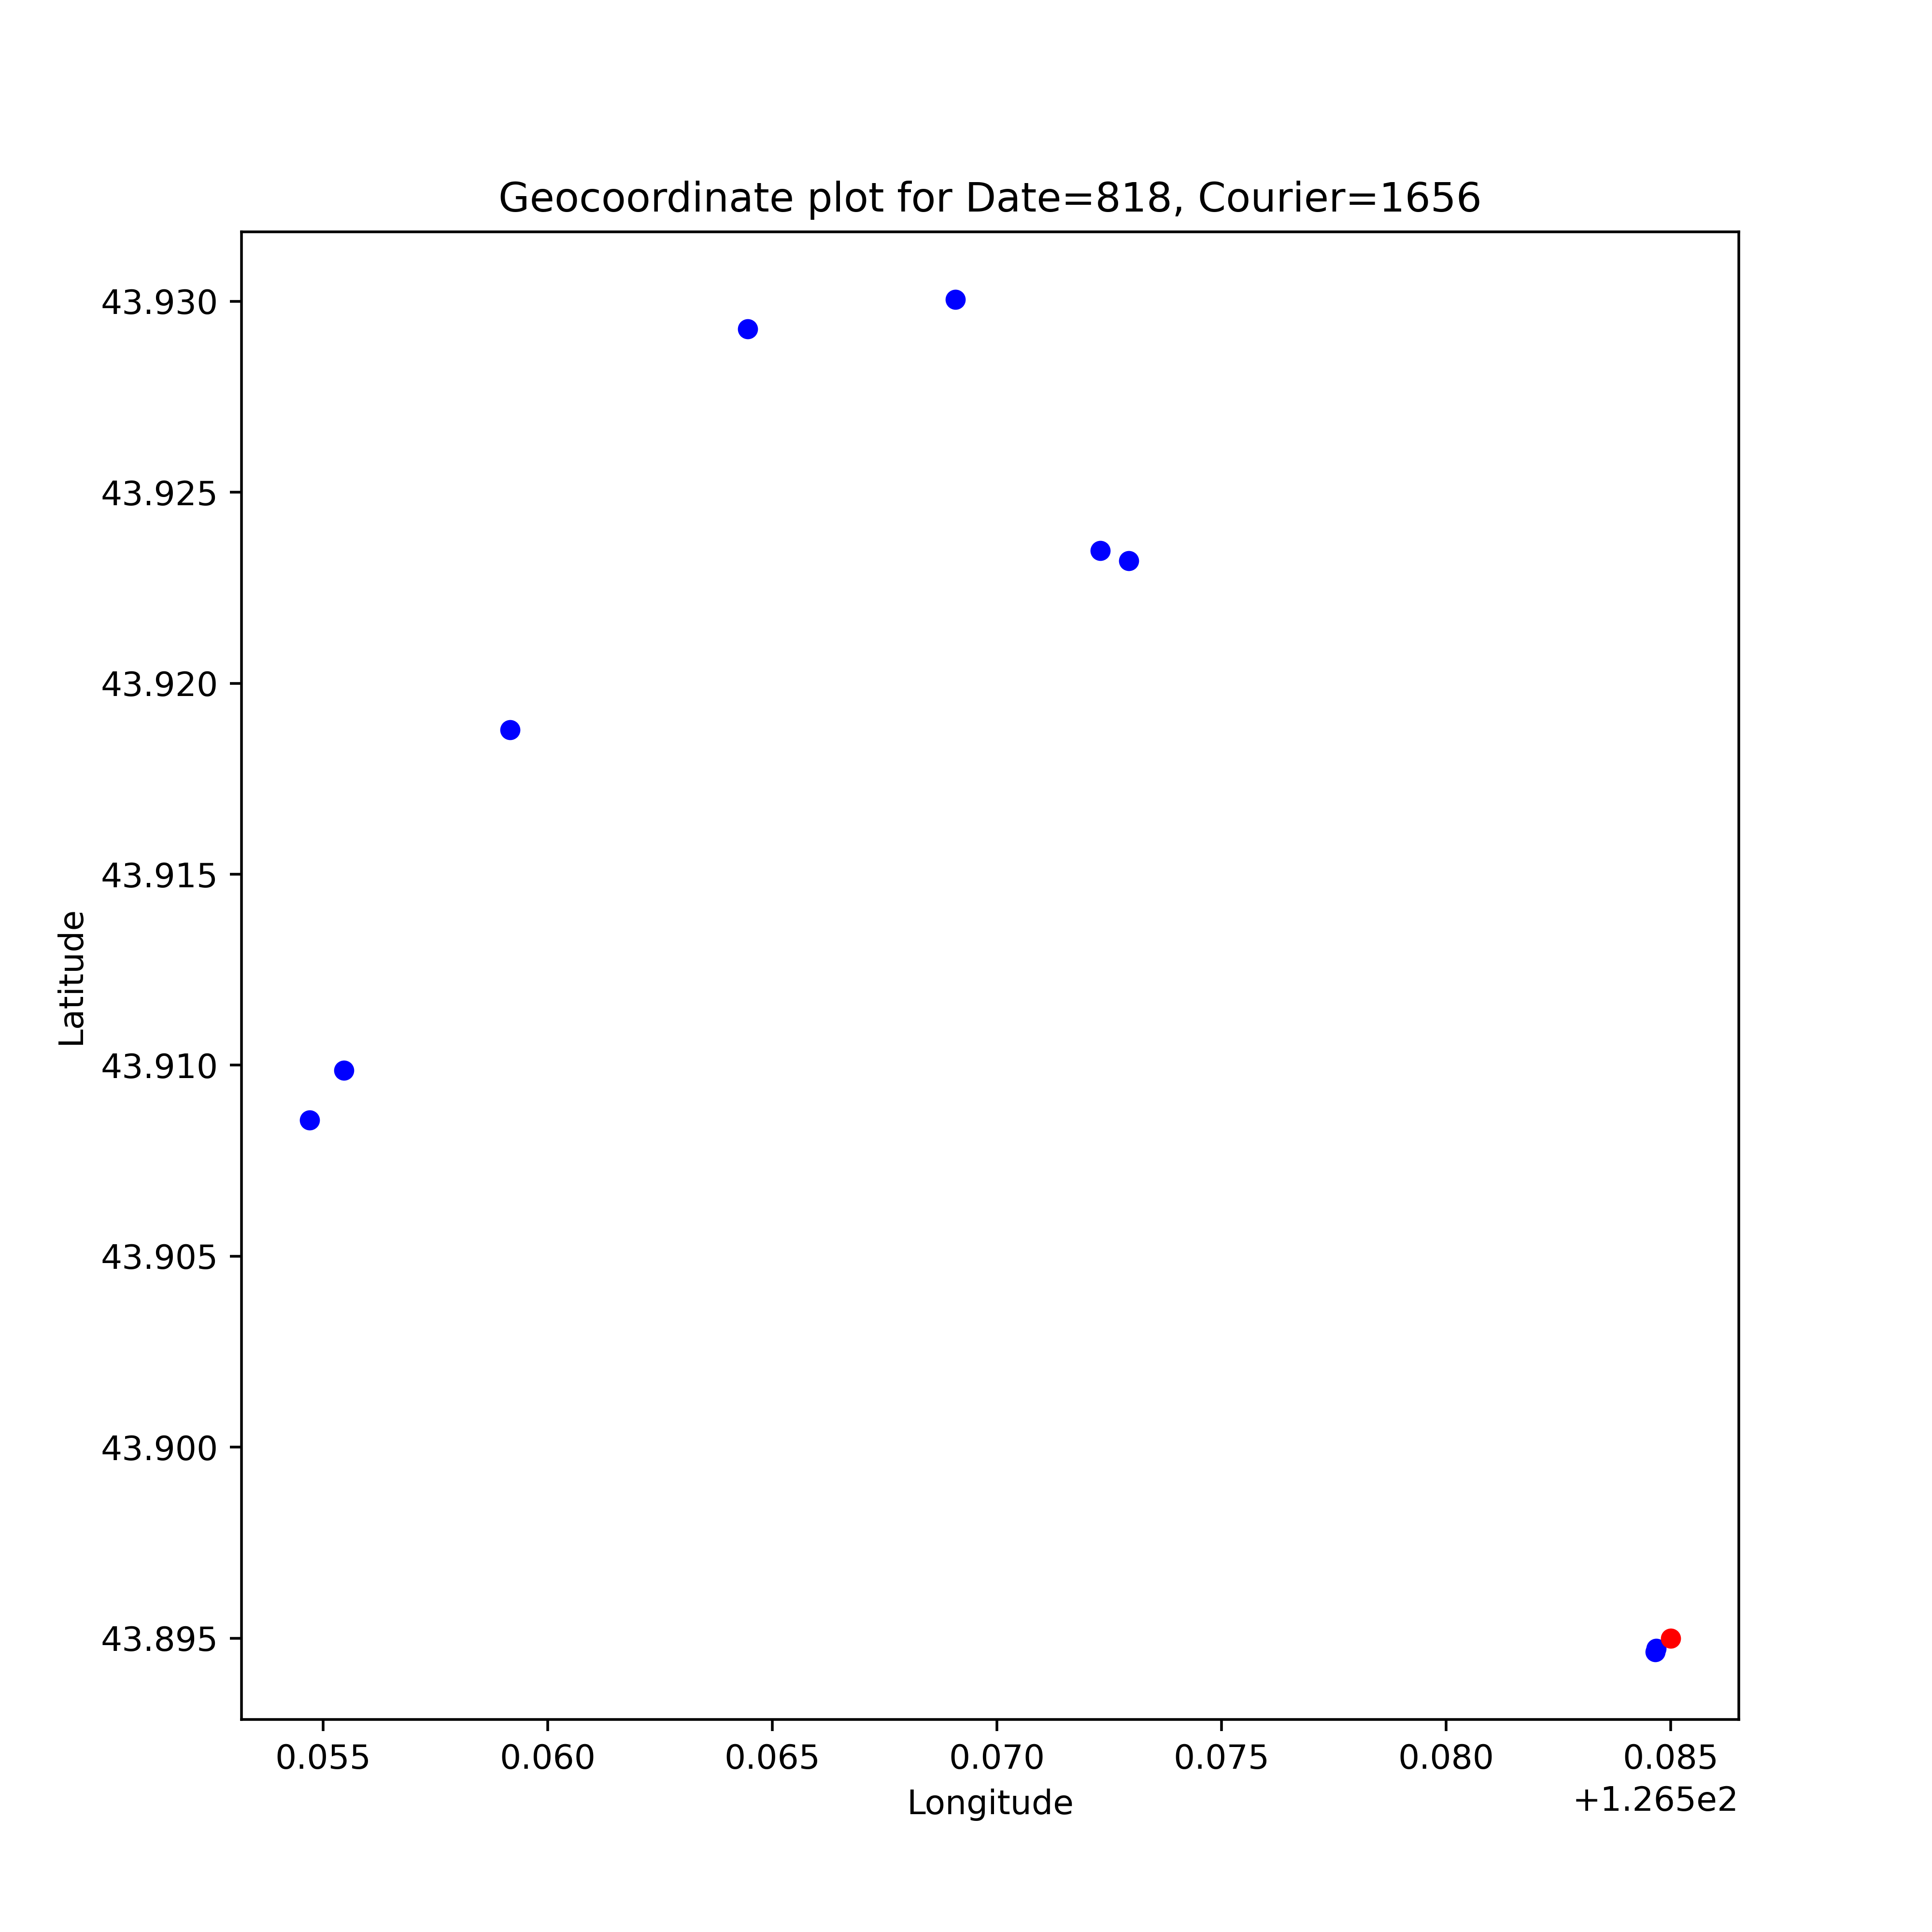 Geocoordinate plot for Date=818, Courier=1656
43.930
43.925
43.920
43.915
43.910
43.905
43.900
43.895
Latitude
0.055 0.060 0.065 0.070 0.075 0.080 0.085
+1.265e2
Longitude